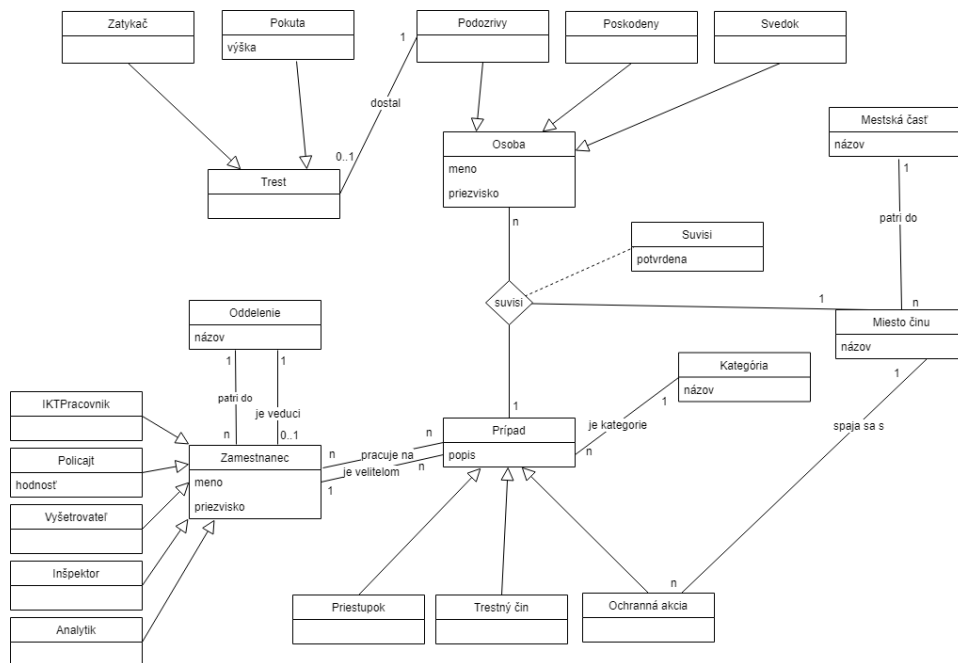 Zatykač
Pokuta
výška
Podozrivy
Poskodeny
Svedok
1
dostal
0..1
Trest
Osoba
meno
priezvisko
Mestská časť
názov
1
patri do
n
n
Suvisi
potvrdena
suvisi
1
Miesto činu
názov
1
Oddelenie
názov
1
1
patri do
je veduci
n
0..1
Kategória
názov
1
je kategorie
n
1
Prípad
popis
spaja sa s
n
IKTPracovnik
Policajt
hodnosť
Vyšetrovateľ
Inšpektor
Analytik
Zamestnanec
meno
priezvisko
n
pracuje na
n
1
je velitelom
n
Priestupok
Trestný čin
Ochranná akcia